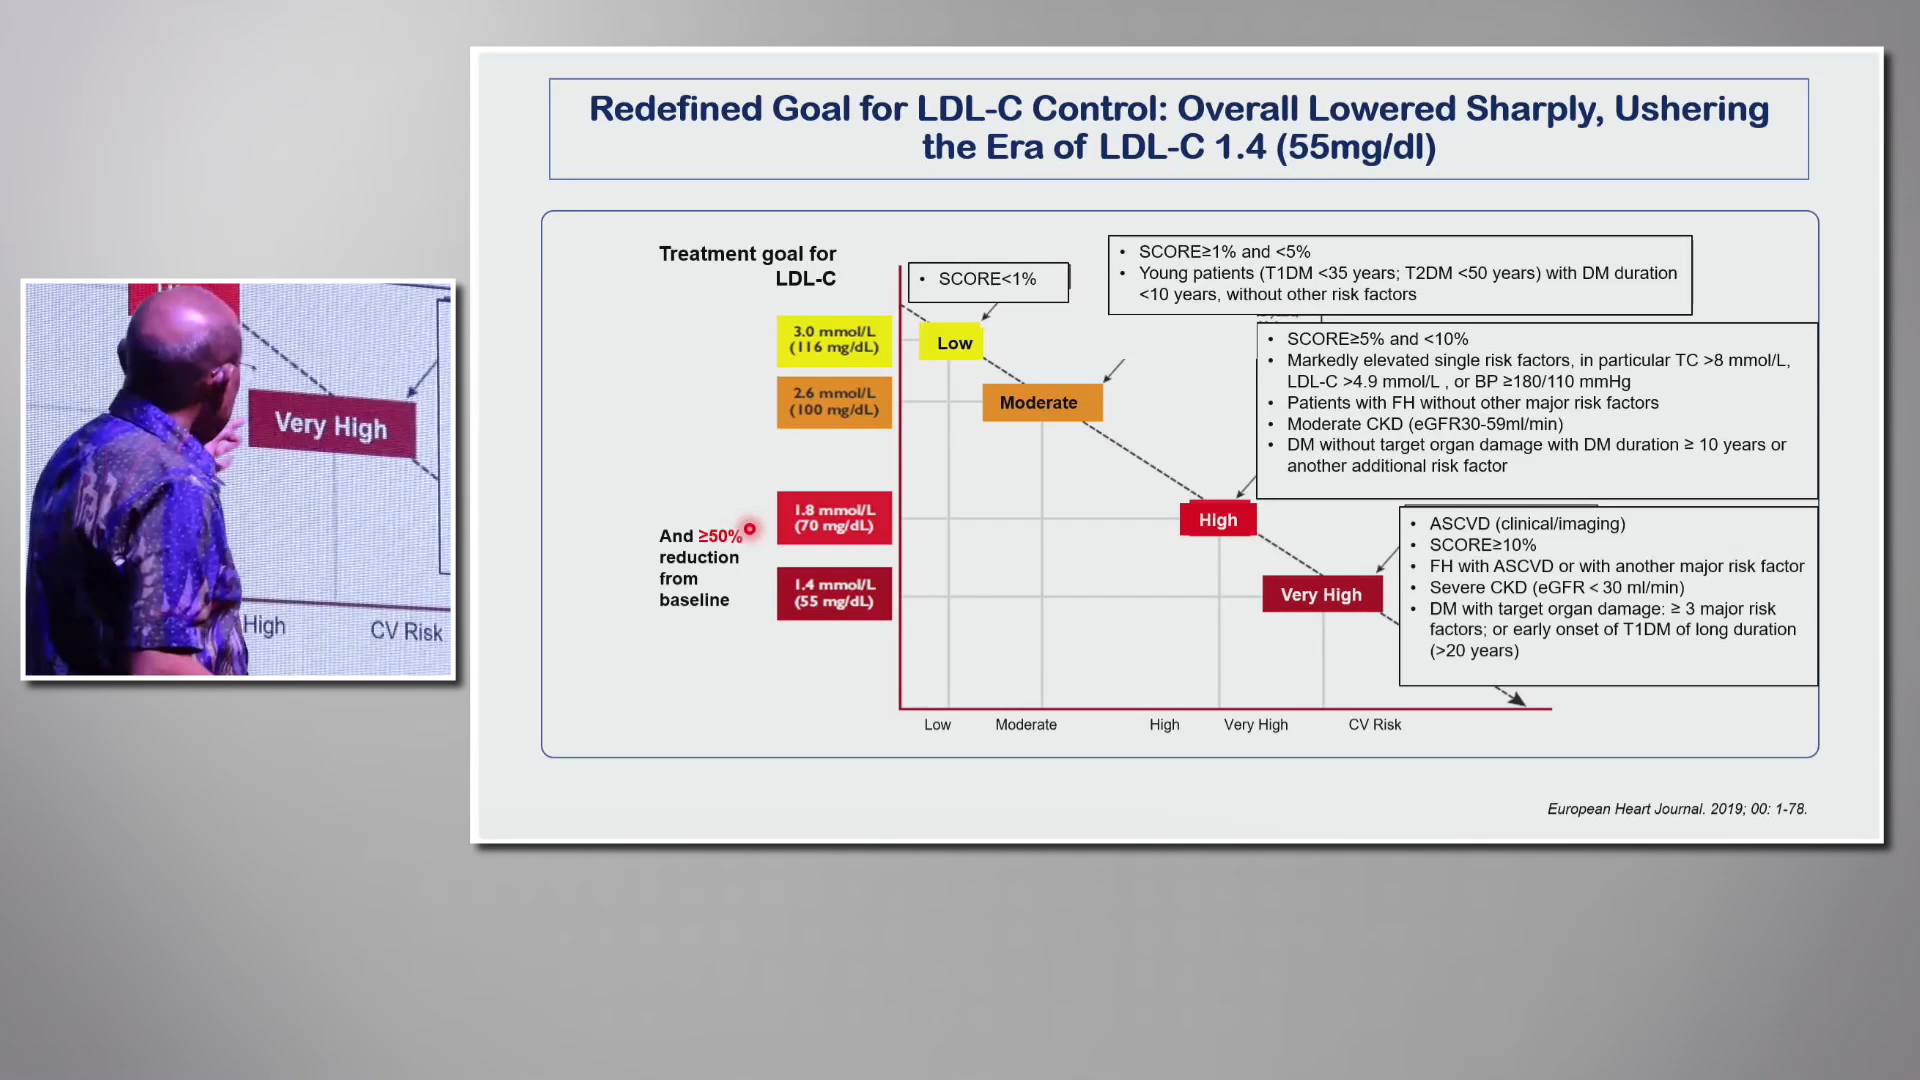 Redefined Goal for LDL-C Control: Overall Lowered Sharply, Ushering
the Era of LDL-C 1.4 (55mg/dl)
Treatment goal for
LDL-C
• SCORE<1%
• SCORE≥1% and <5%
• Young patients (T1DM <35 years; T2DM <50 years) with DM duration
<10 years, without other risk factors
3.0 mmol/L
(116 mg/dL)
Low
• SCORE≥5% and <10%
• Markedly elevated single risk factors, in particular TC >8 mmol/L,
LDL-C >4.9 mmol/L , or BP ≥180/110 mmHg
• Patients with FH without other major risk factors
• Moderate CKD (eGFR30-59ml/min)
• DM without target organ damage with DM duration ≥ 10 years or
another additional risk factor
2.6 mmol/L
(100 mg/dL)
Moderate
1.8 mmol/L
(70 mg/dL)
High
And ≥50%
reduction
from
baseline
• ASCVD (clinical/imaging)
• SCORE≥10%
• FH with ASCVD or with another major risk factor
• Severe CKD (eGFR < 30 ml/min)
• DM with target organ damage: ≥ 3 major risk
factors; or early onset of T1DM of long duration
(>20 years)
1.4 mmol/L
(55 mg/dL)
Very High
Low Moderate High Very High CV Risk
European Heart Journal. 2019; 00: 1-78.
Very High
High CV Risk